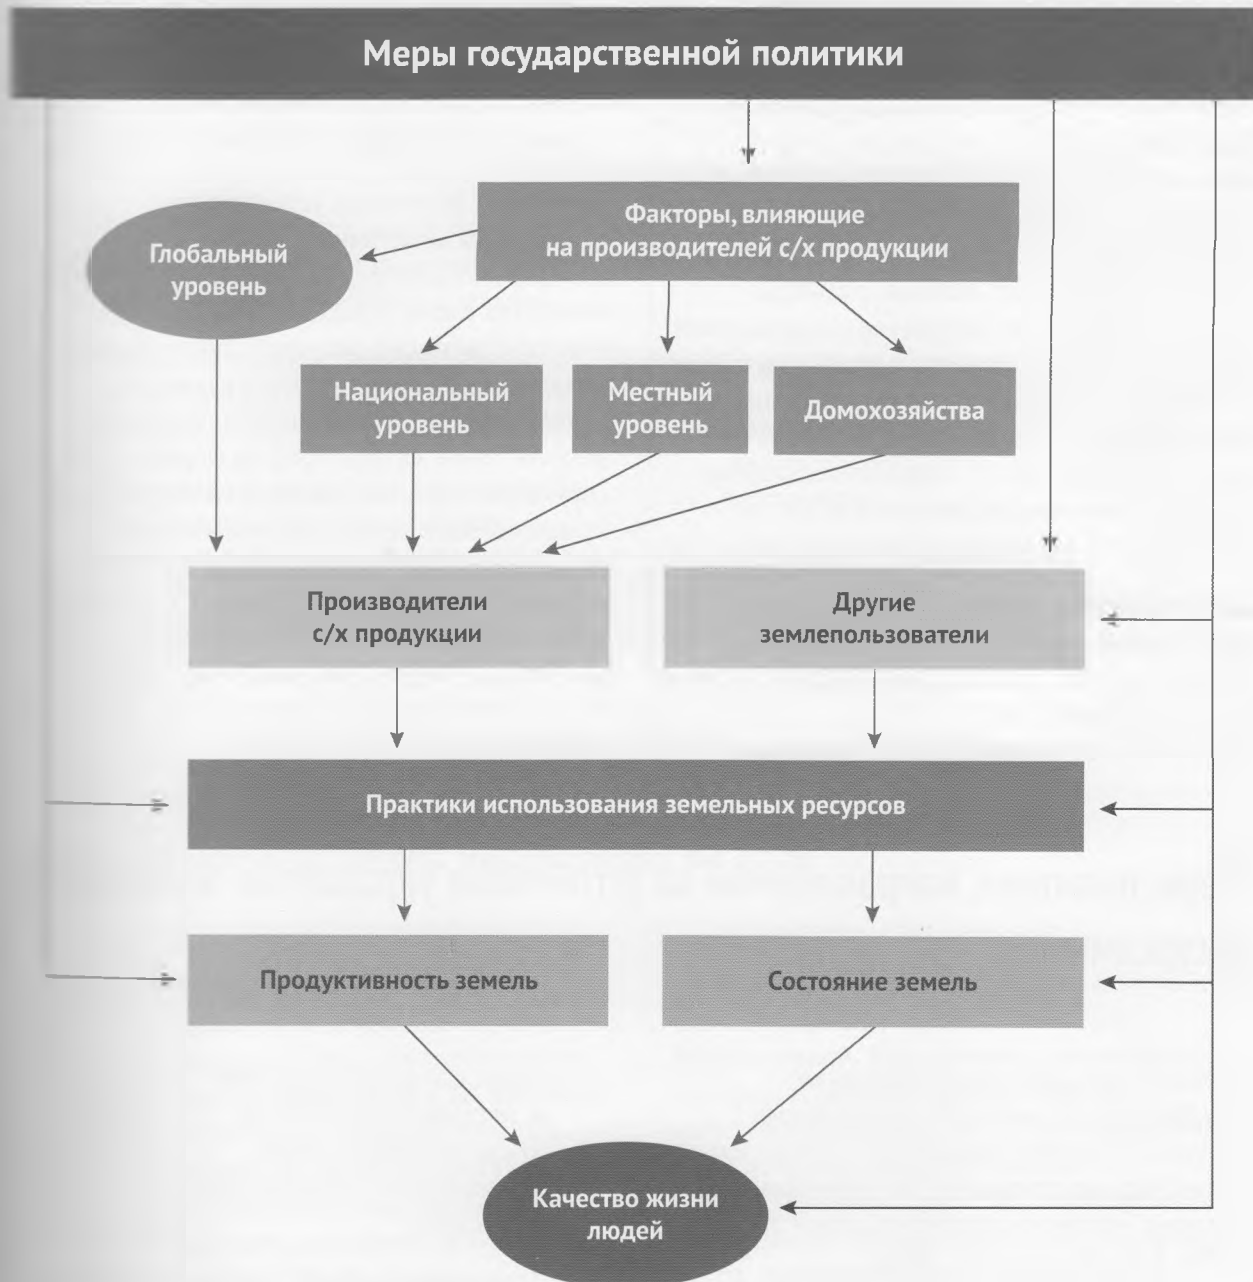 Меры государственной политики
Факторы, влияющие
на производителей с/х продукции
Глобальный
уровень
Национальный
уровень
Местный
уровень
Домохозяйства
Производители
с/х продукции
Другие
землепользователи
Практики использования земельных ресурсов
Продуктивность земель
Состояние земель
Качество жизни
людей